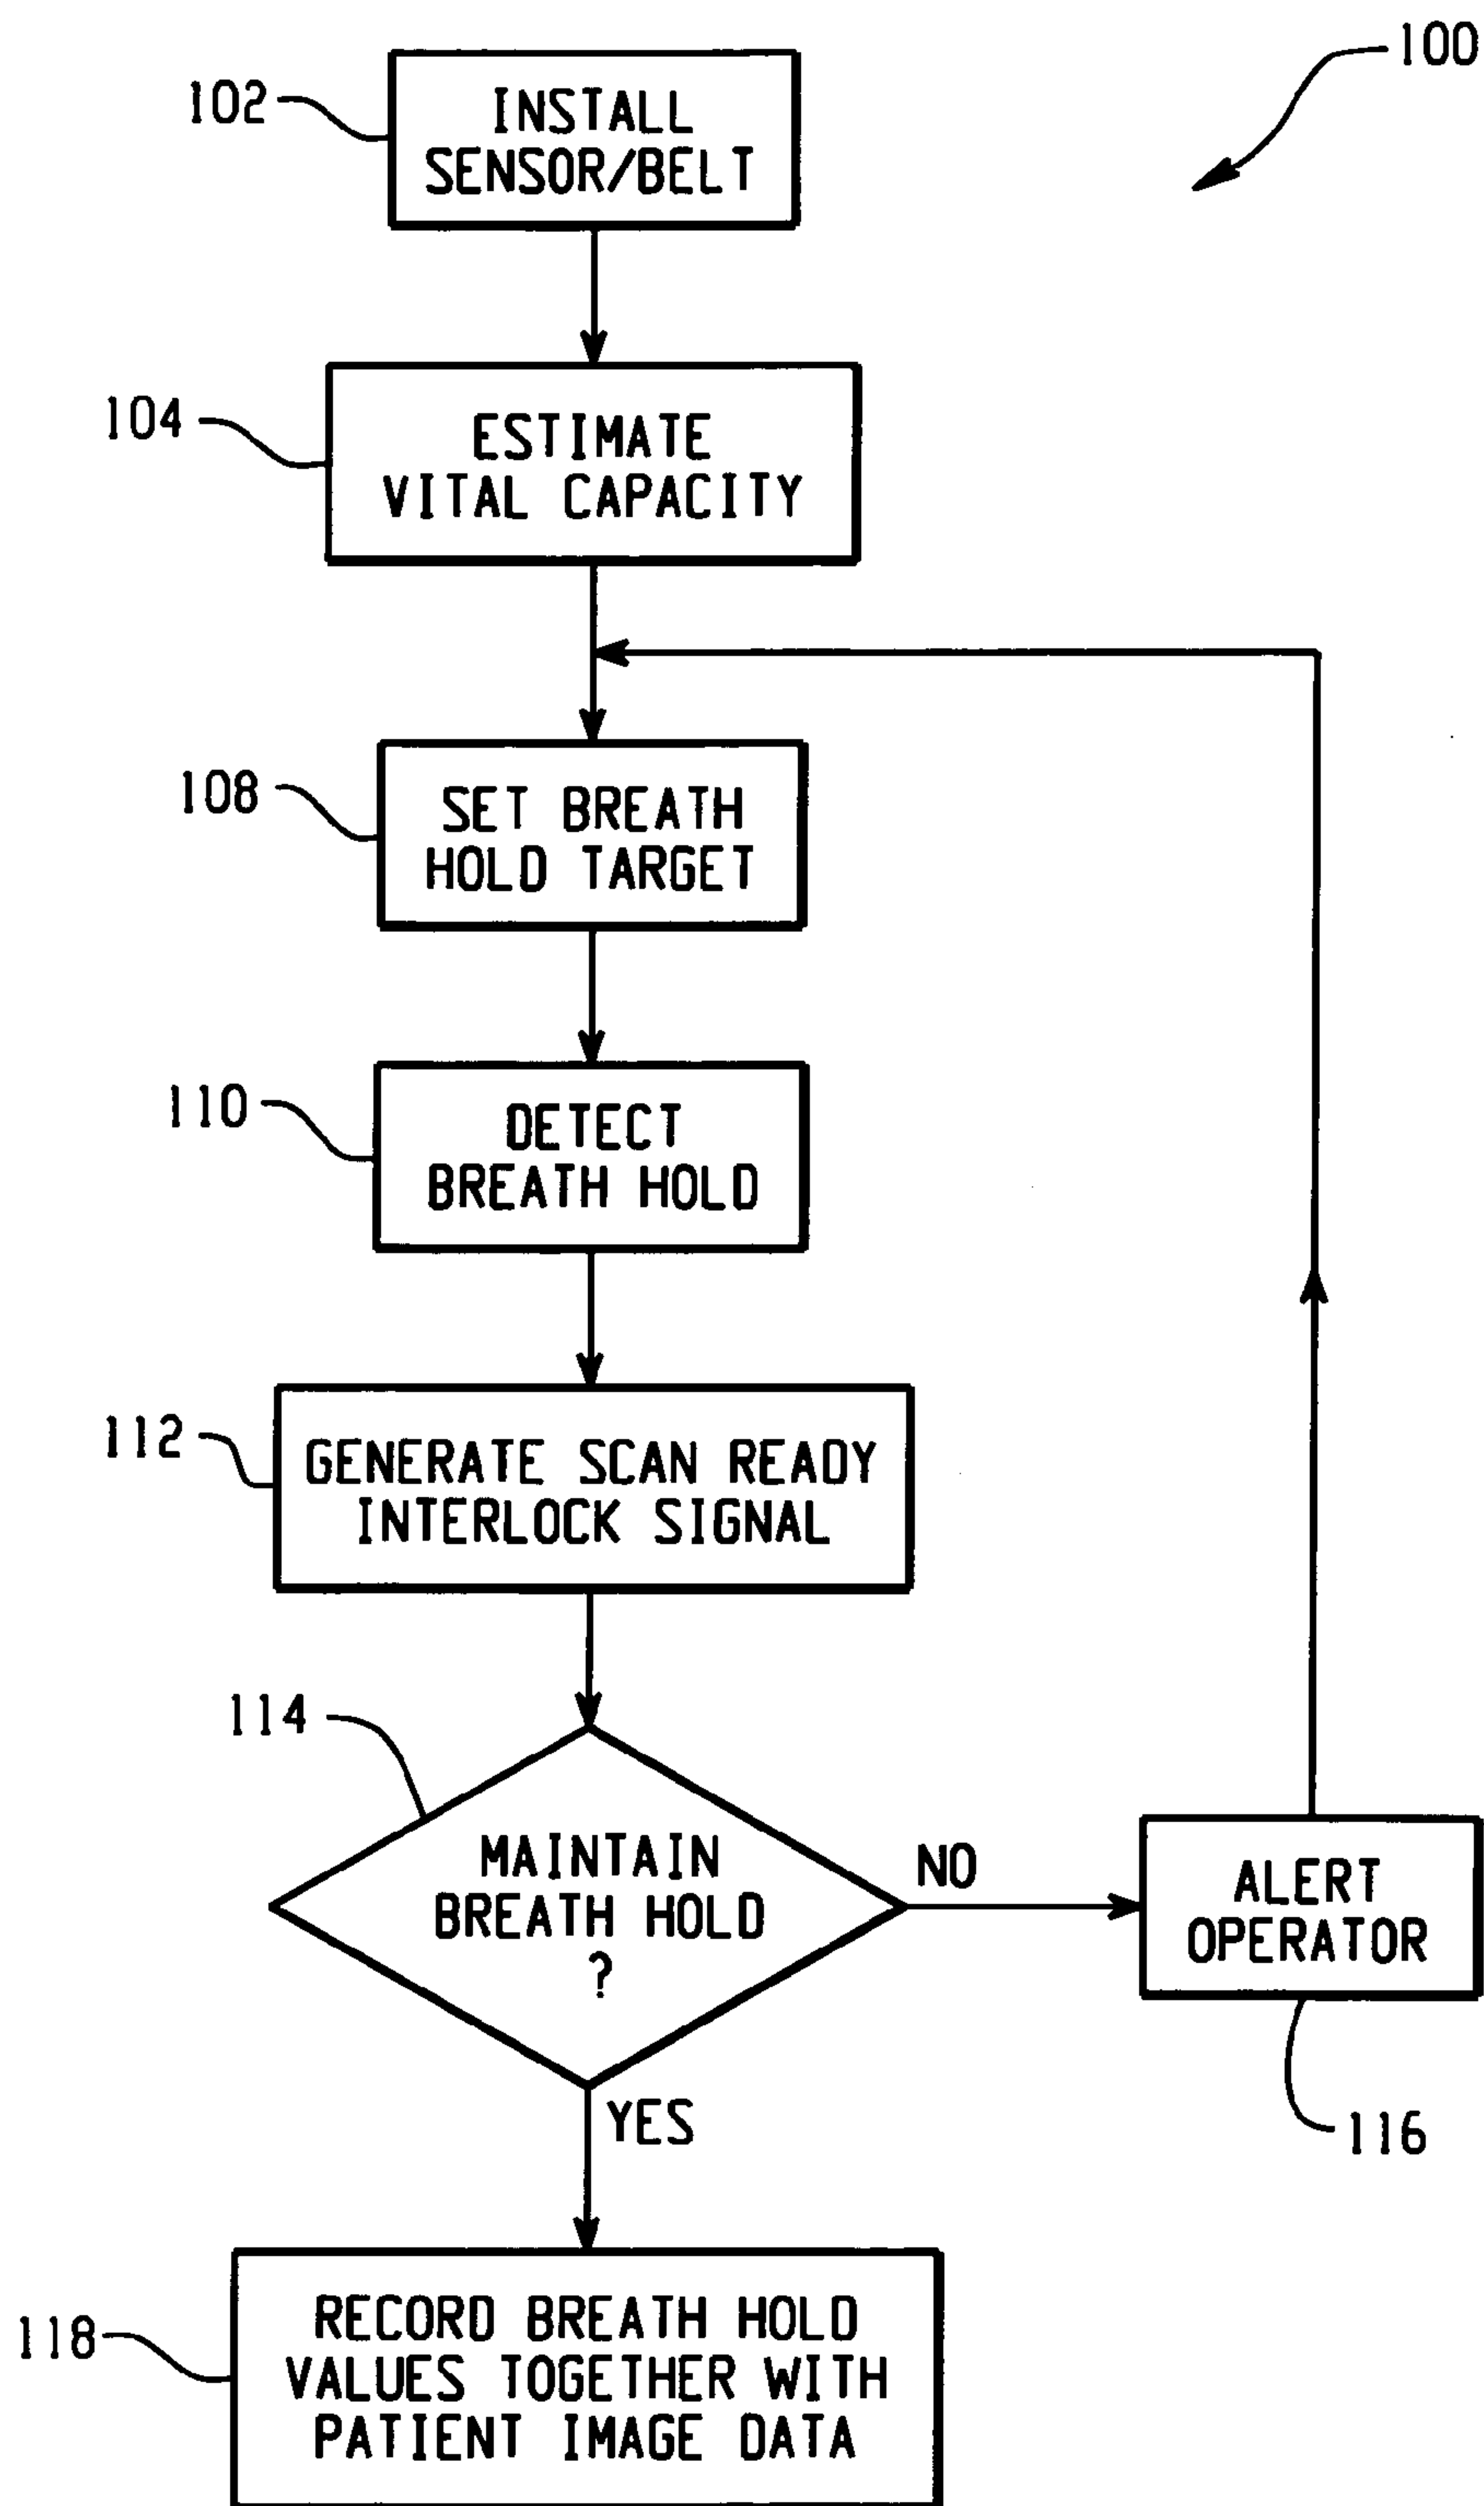 100
102
INSTALL
SENSOR/BELT
104
ESTIMATE
VITAL CAPACITY
108
SET BREATH
HOLD TARGET
110
DETECT
BREATH HOLD
112
GENERATE SCAN READY
INTERLOCK SIGNAL
114
MAINTAIN
BREATH HOLD
?
NO
ALERT
OPERATOR
116
YES
118
RECORD BREATH HOLD
VALUES TOGETHER WITH
PATIENT IMAGE DATA